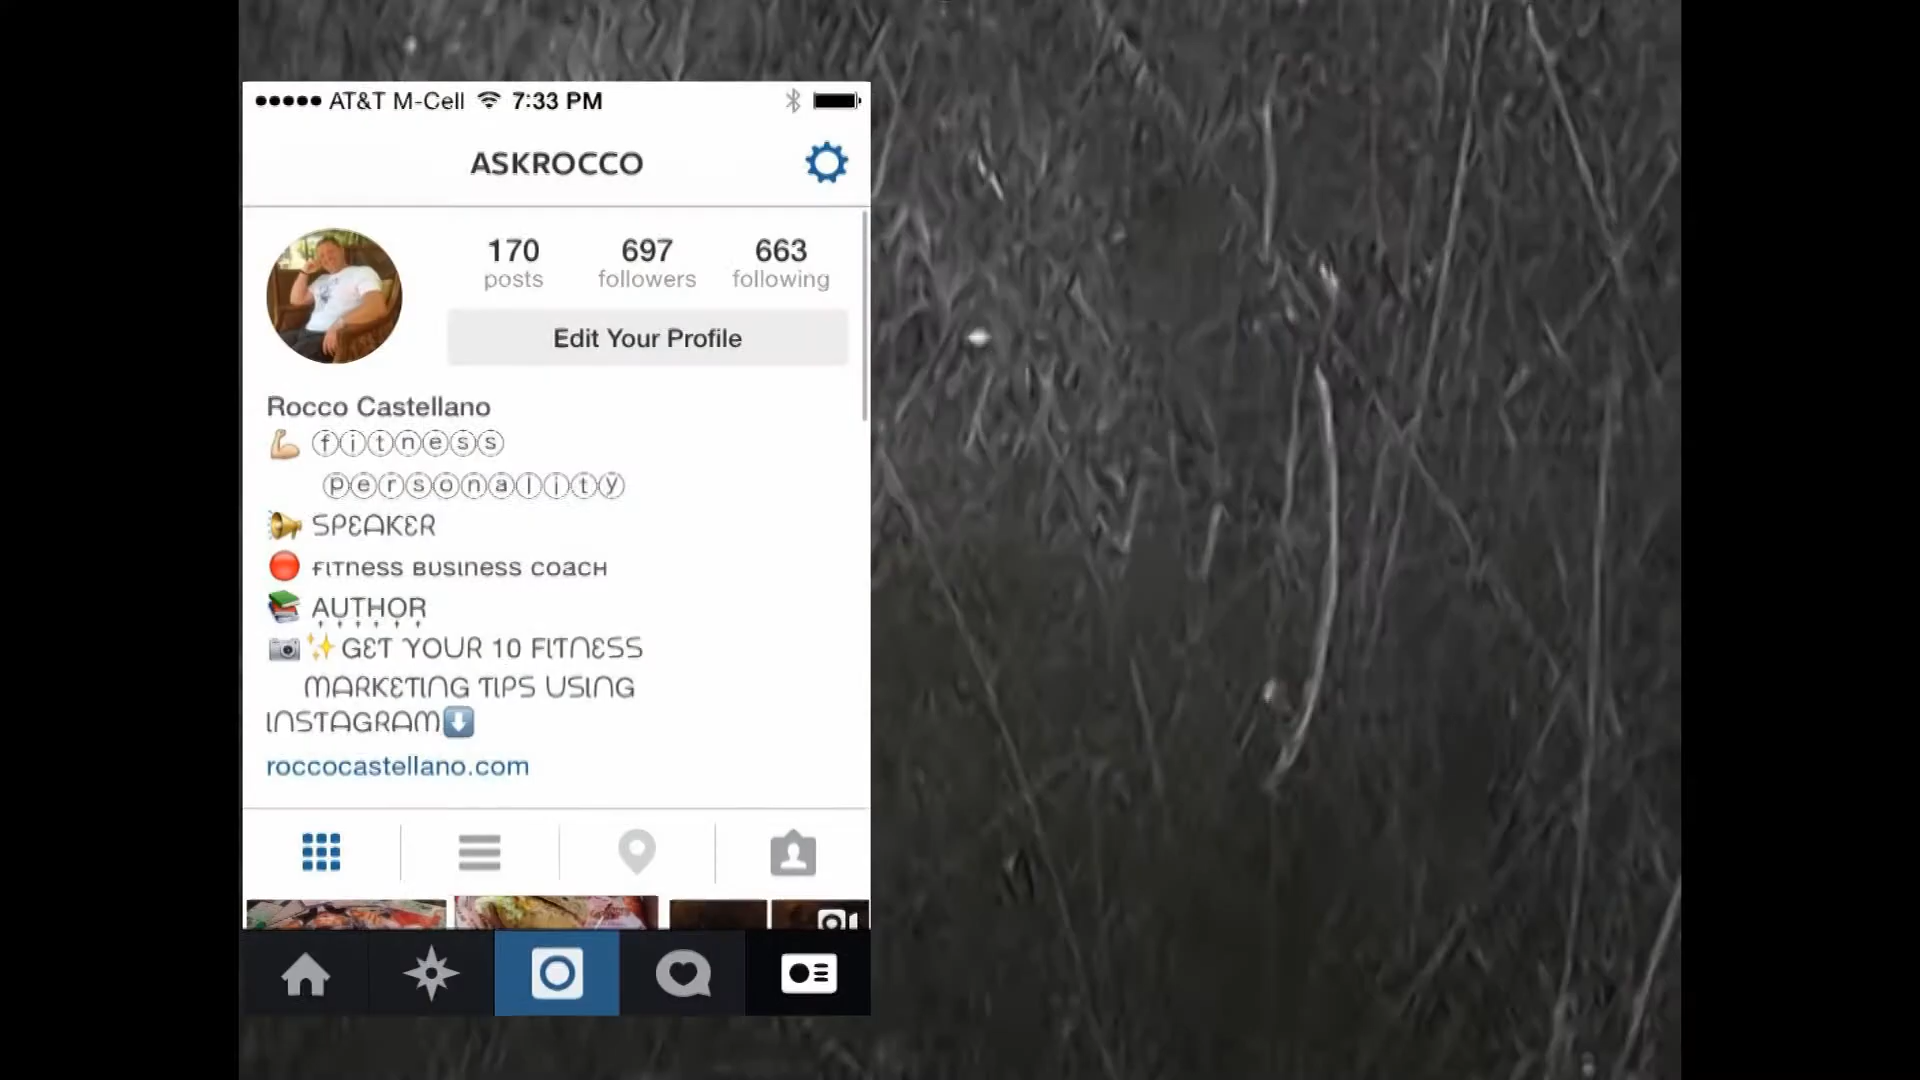 AT&T M-Cell 7:33 PM
ASKROCCO
170 697 663
posts followers following
Edit Your Profile
Rocco Castellano
ⓕⓘⓣⓝⓔⓢⓢ
ⓟⓔⓡⓢⓞⓝⓐⓛⓘⓣⓨ
SPEAKER
FITNESS BUSINESS COACH
AUTHOR
GET YOUR 10 FITNESS
MARKETING TIPS USING
INSTAGRAM
roccocastellano.com